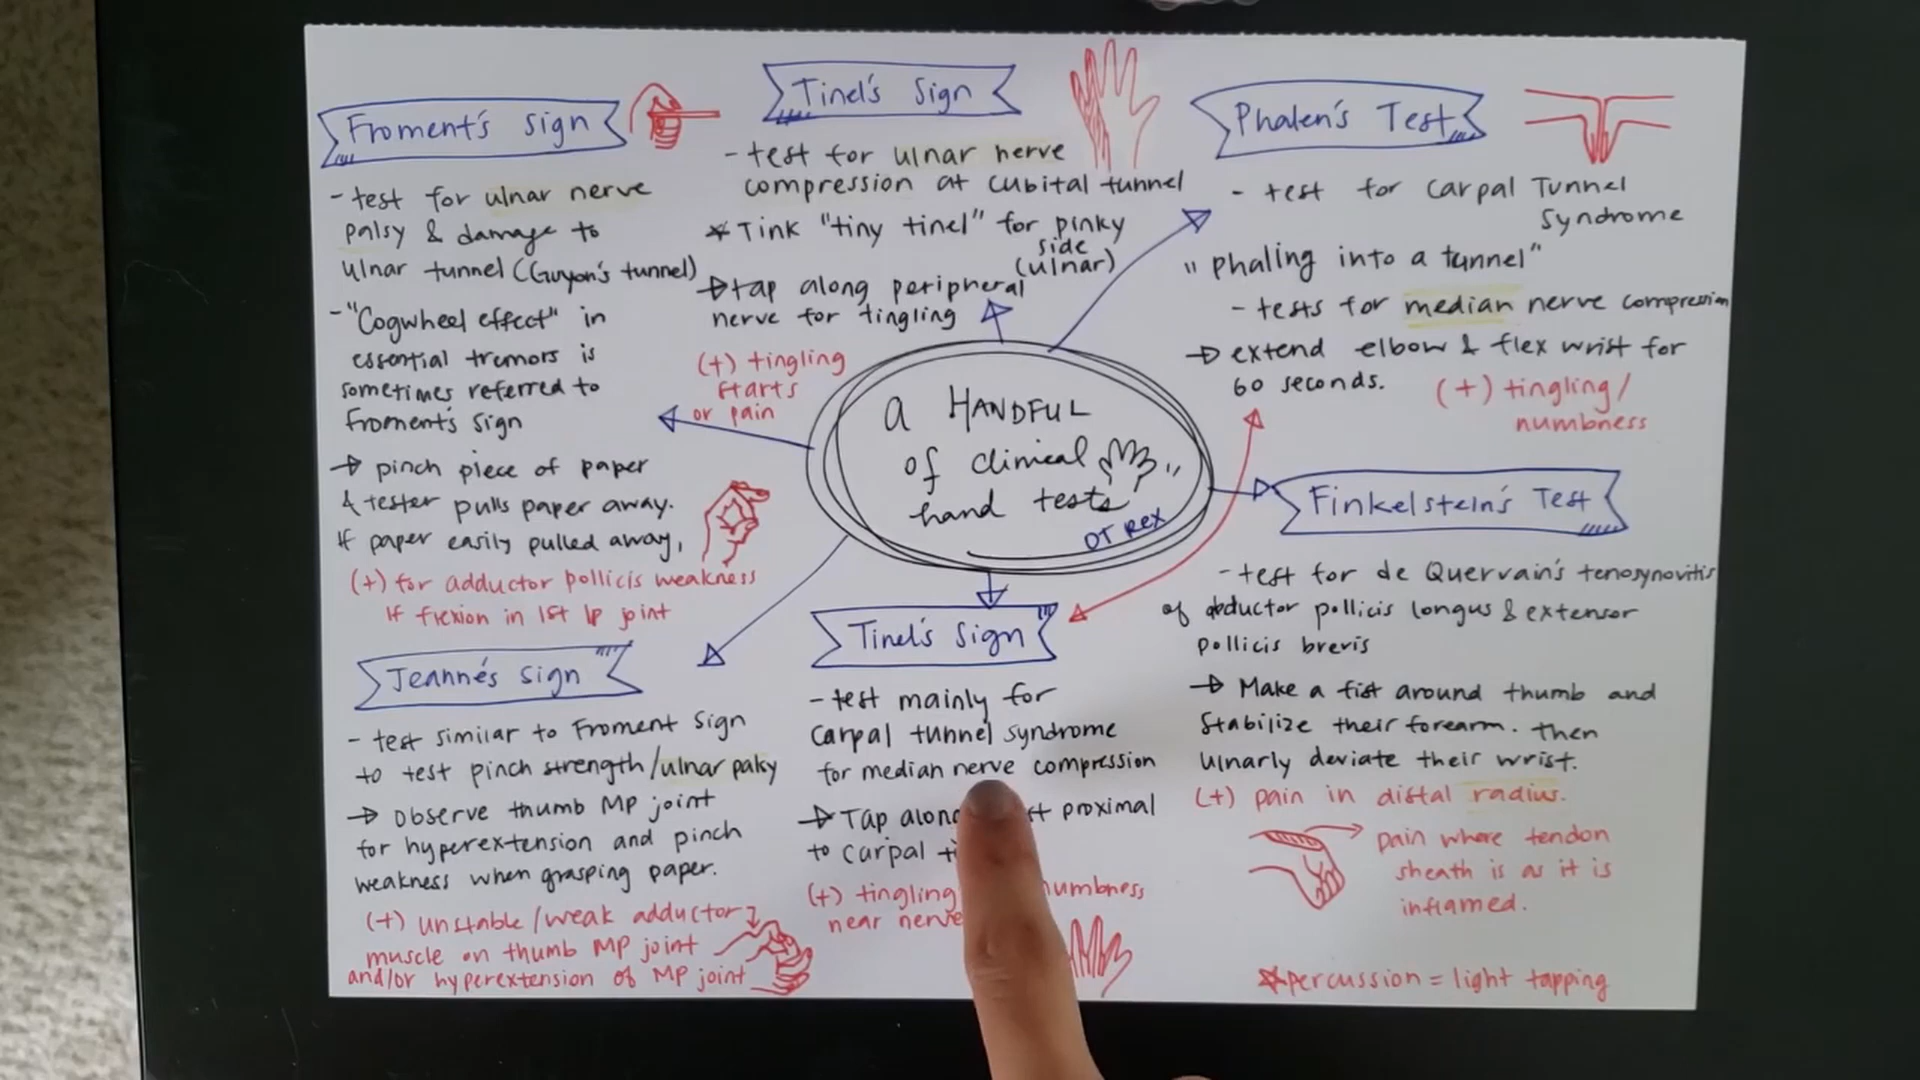 Froment's Sign
- test for ulnar nerve
palsy & damage to
ulnar tunnel (Guyon's tunnel)
- "Cogwheel effect" in
essential tremors is
sometimes referred to
Froment's Sign
→ pinch piece of paper
& tester pulls paper away.
If paper easily pulled away,
(+) for adductor pollicis weakness
if flexion in 1st IP joint
Tinel's Sign
- test for ulnar nerve
compression at cubital tunnel
* Tink "tiny tinel" for pinky
side
(ulnar)
→ tap along peripheral
nerve for tingling
(+) tingling
starts
or pain
Phalen's Test
- test for Carpal Tunnel
Syndrome
"phaling into a tunnel"
- tests for median nerve compression
→ extend elbow & flex wrist for
60 seconds.
(+) tingling/
numbness
a HANDFUL
of clinical
hand tests"
OT REX
Finkelstein's Test
- test for de Quervain's tenosynovitis
of abductor pollicis longus & extensor
pollicis brevis
→ Make a fist around thumb and
stabilize their forearm. then
ulnarly deviate their wrist.
(+) pain in distal radius.
pain where tendon
sheath is as it is
inflamed.
*percussion = light tapping
Jeanne's Sign
- test similar to Froment Sign
to test pinch strength/ulnar palsy
→ observe thumb MP joint
for hyperextension and pinch
weakness when grasping paper.
(+) unstable/weak adductor
muscle on thumb MP joint
and/or hyperextension of MP joint
Tinel's Sign
- test mainly for
Carpal tunnel syndrome
for median nerve compression
→ Tap along proximal
to carpal
(+) tingling numbness
near nerve